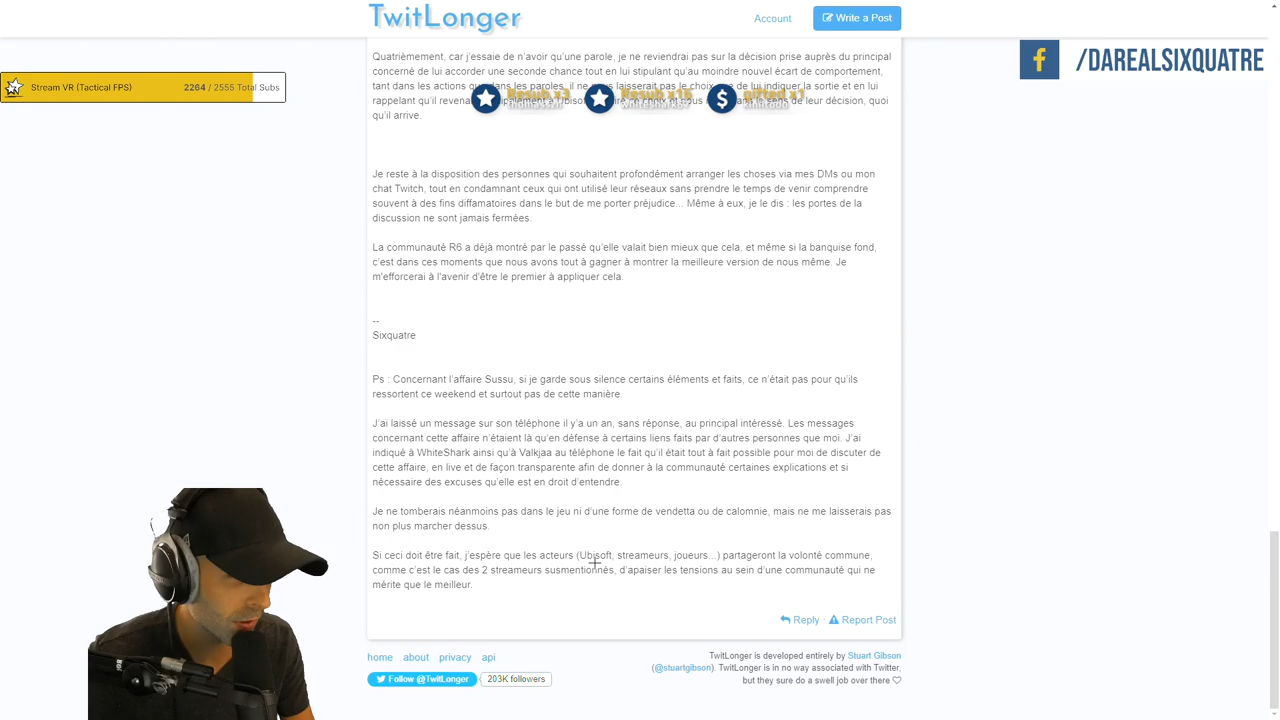 TwitLonger
Account
Write a Post
/DAREALSIXQUATRE
Stream VR (Tactical FPS)
2264 / 2555 Total Subs
Quatrièmement, car j'essaie de n'avoir qu'une parole, je ne reviendrai pas sur la décision prise auprès du principal
concerné de lui accorder une seconde chance tout en lui stipulant qu'au moindre nouvel écart de comportement,
tant dans les actions que dans les paroles, il ne me laisserait pas le choix que de lui indiquer la sortie et en lui
rappelant qu'il de leur décision, quoi
qu'il arrive.
Resub x3
Resub x16
gifted x1
Je reste à la disposition des personnes qui souhaitent profondément arranger les choses via mes DMs ou mon
chat Twitch, tout en condamnant ceux qui ont utilisé leur réseaux sans prendre le temps de venir comprendre
souvent à des fins diffamatoires dans le but de me porter préjudice... Même à eux, je le dis : les portes de la
discussion ne sont jamais fermées.
La communauté R6 a déjà montré par le passé qu'elle valait bien mieux que cela, et même si la banquise fond,
c'est dans ces moments que nous avons tout à gagner à montrer la meilleure version de nous même. Je
m'efforcerai à l'avenir d'être le premier à appliquer cela.
--
Sixquatre
Ps : Concernant l'affaire Sussu, si je garde sous silence certains éléments et faits, ce n'était pas pour qu'ils
ressortent ce weekend et surtout pas de cette manière.
J'ai laissé un message sur son téléphone il y'a un an, sans réponse, au principal intéressé. Les messages
concernant cette affaire n'étaient là qu'en défense à certains liens faits par d'autres personnes que moi. J'ai
indiqué à WhiteShark ainsi qu'à Valkjaa au téléphone le fait qu'il était tout à fait possible pour moi de discuter de
cette affaire, en live et de façon transparente afin de donner à la communauté certaines explications et si
nécessaire des excuses qu'elle est en droit d'entendre.
Je ne tomberais néanmoins pas dans le jeu ni d'une forme de vendetta ou de calomnie, mais ne me laisserais pas
non plus marcher dessus.
Si ceci doit être fait, j'espère que les acteurs (Ubisoft, streameurs, joueurs...) partageront la volonté commune,
comme c'est le cas des 2 streameurs susmentionnés, d'apaiser les tensions au sein d'une communauté qui ne
mérite que le meilleur.
Reply · Report Post
home about privacy api
Follow @TwitLonger
203K followers
TwitLonger is developed entirely by Stuart Gibson
(@stuartgibson). TwitLonger is in no way associated with Twitter,
but they sure do a swell job over there